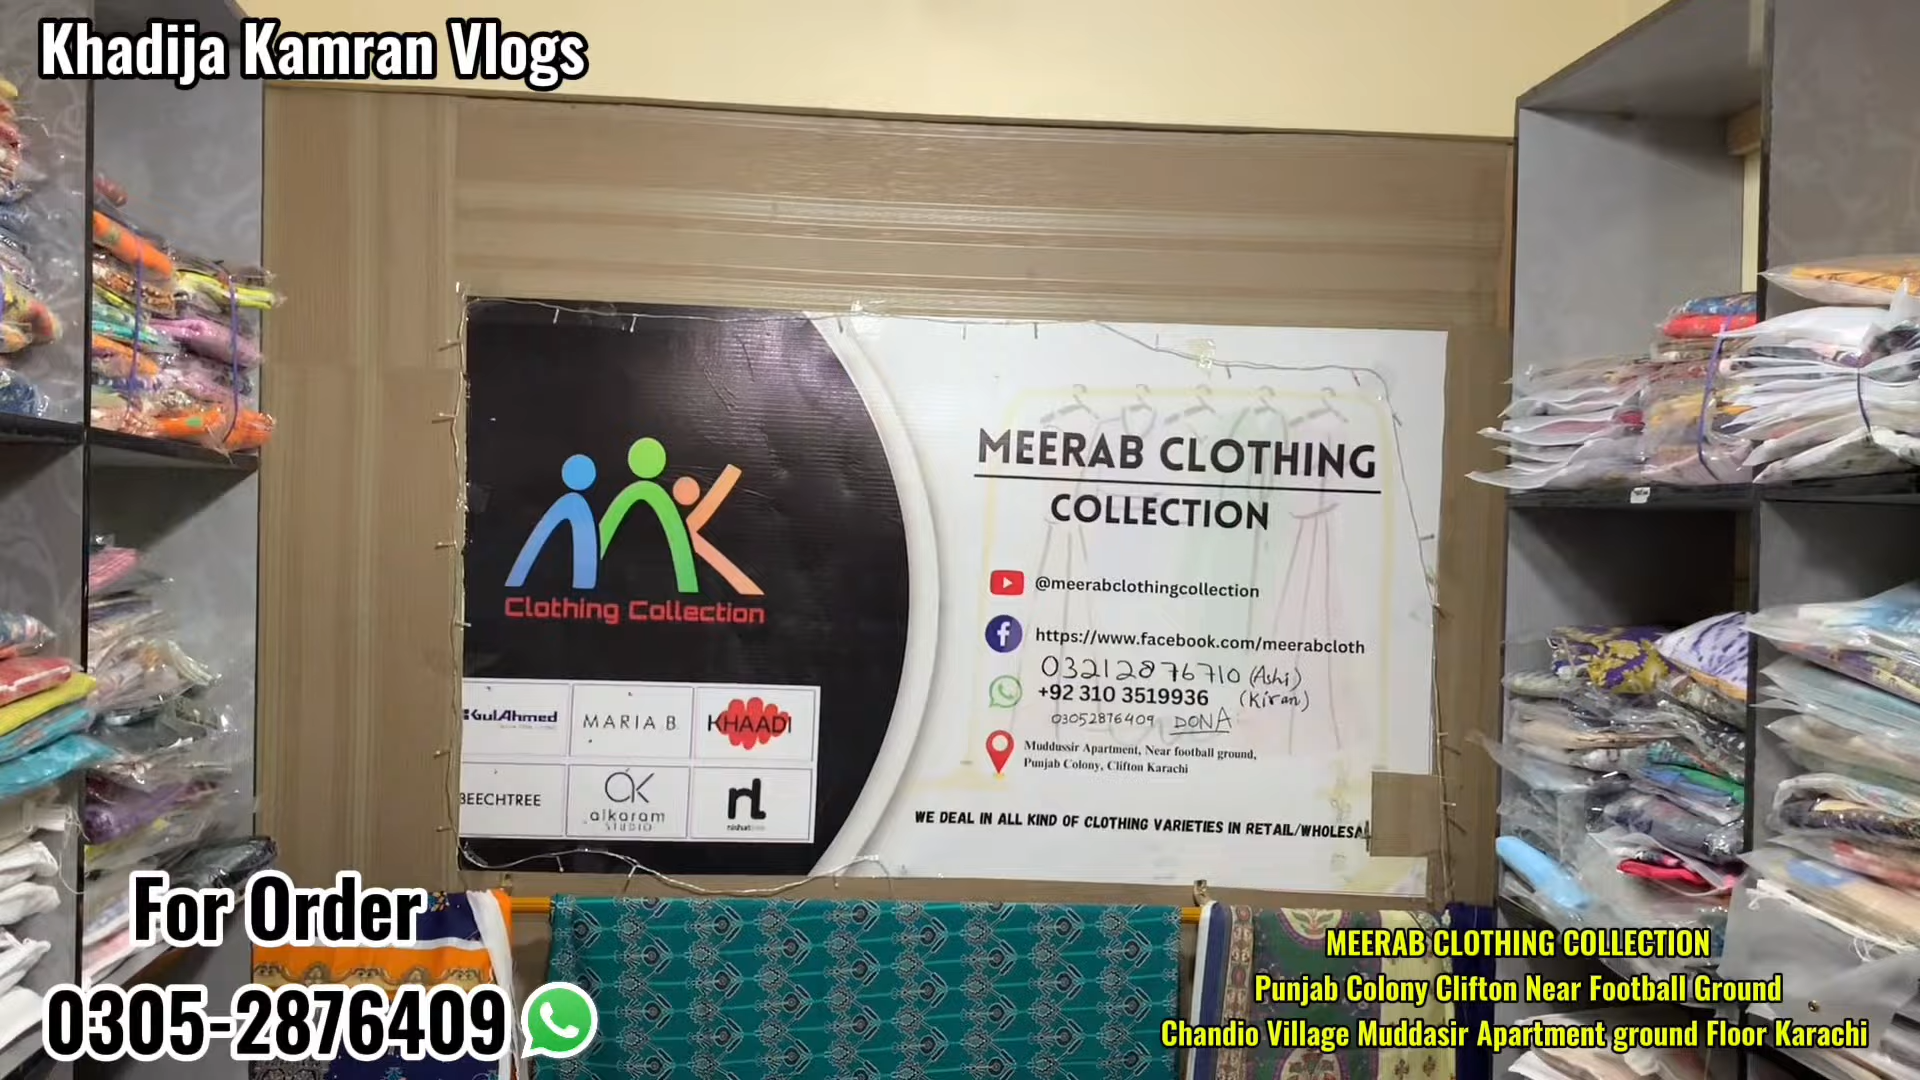 Khadija Kamran Vlogs
MEERAB CLOTHING
COLLECTION
Clothing Collection
@meerabclothingcollection
https://www.facebook.com/meerabcloth
03212876710 (Ashi)
+92 310 3519936 (Kiran)
03052876409 DONA
Muddussir Apartment, Near football ground,
Punjab Colony, Clifton Karachi
GulAhmed
MARIA B.
KHAADI
BEECHTREE
AK
alkaram
STUDIO
nl
WE DEAL IN ALL KIND OF CLOTHING VARIETIES IN RETAIL/WHOLESA
For Order
0305-2876409
MEERAB CLOTHING COLLECTION
Punjab Colony Clifton Near Football Ground
Chandio Village Muddasir Apartment ground Floor Karachi